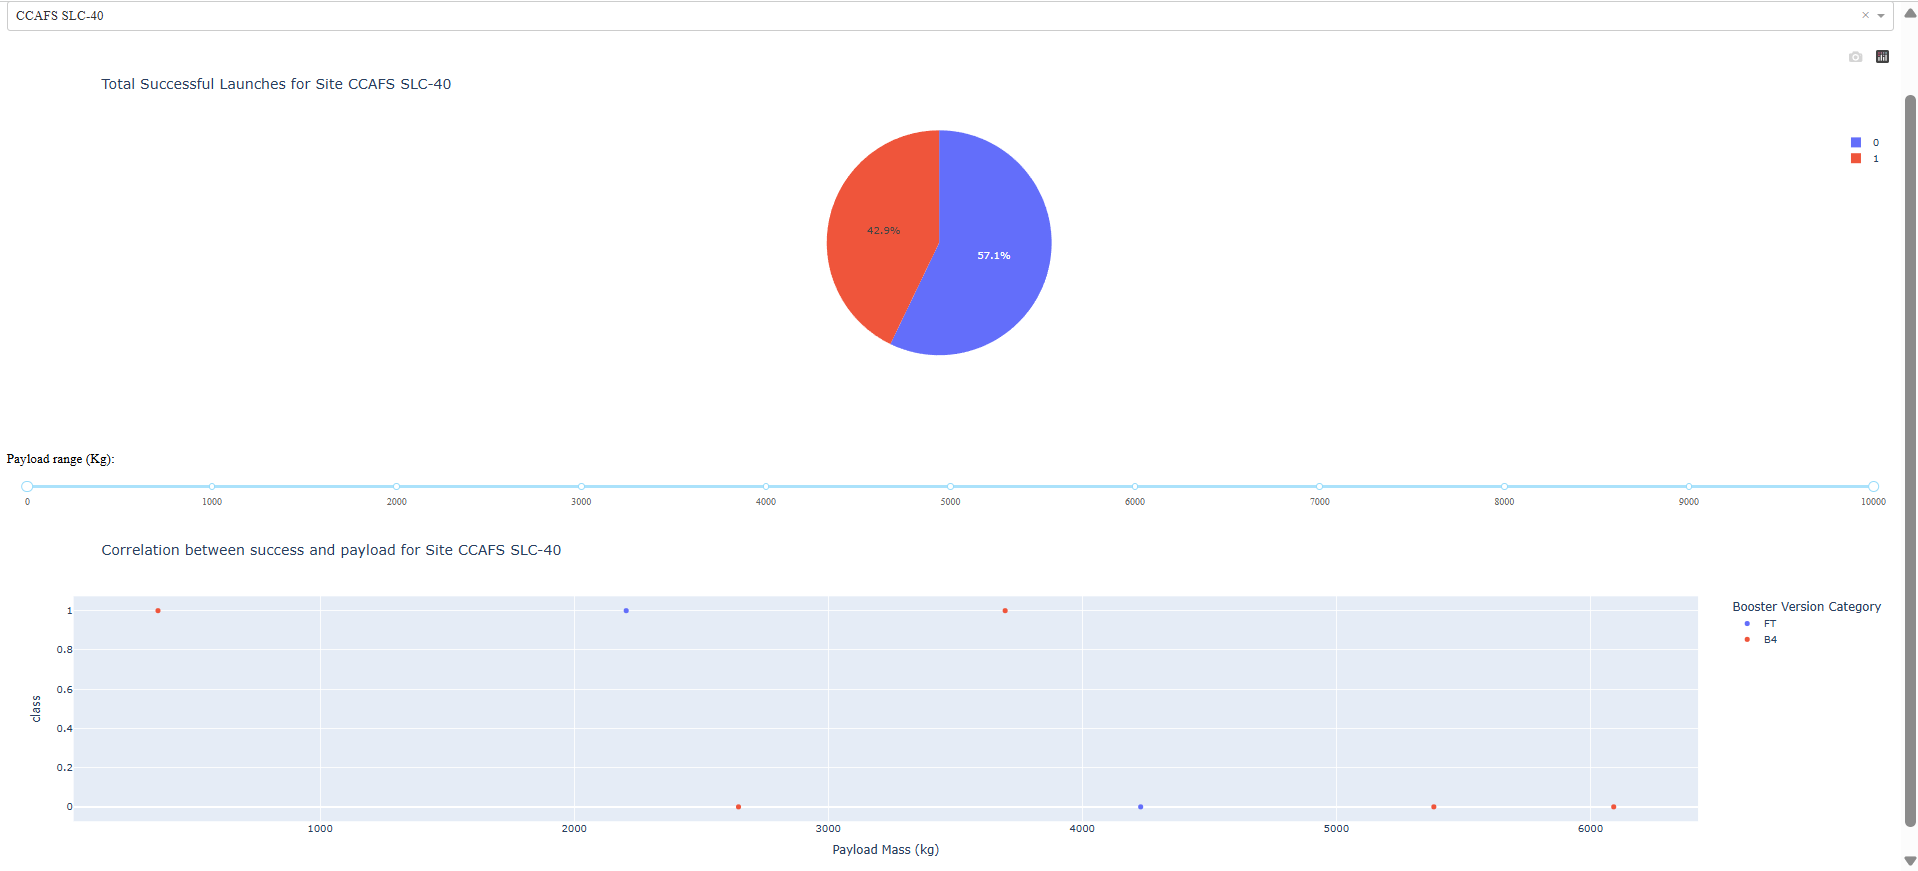 CCAFS SLC-40
Total Successful Launches for Site CCAFS SLC-40
0
1
42.9%
57.1%
Payload range (Kg):
0 1000 2000 3000 4000 5000 6000 7000 8000 9000 10000
Correlation between success and payload for Site CCAFS SLC-40
Booster Version Category
FT
B4
1
0.8
0.6
0.4
0.2
0
class
1000 2000 3000 4000 5000 6000
Payload Mass (kg)